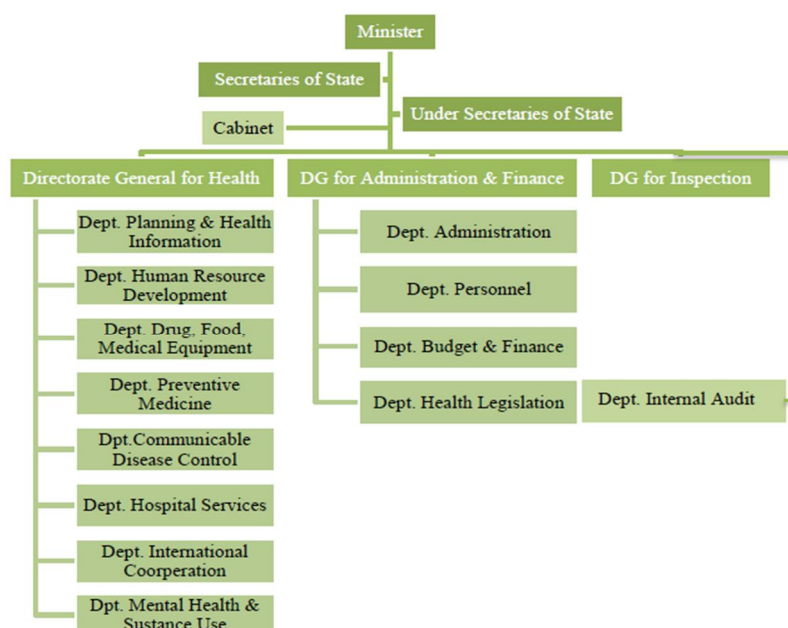 Minister
Secretaries of State
Under Secretaries of State
Cabinet
Directorate General for Health
DG for Administration & Finance
DG for Inspection
Dept. Planning & Health
Information
Dept. Human Resource
Development
Dept. Drug, Food,
Medical Equipment
Dept. Preventive
Medicine
Dpt.Communicable
Disease Control
Dept. Hospital Services
Dept. International
Coorperation
Dpt. Mental Health &
Sustance Use
Dept. Administration
Dept. Personnel
Dept. Budget & Finance
Dept. Health Legislation
Dept. Internal Audit